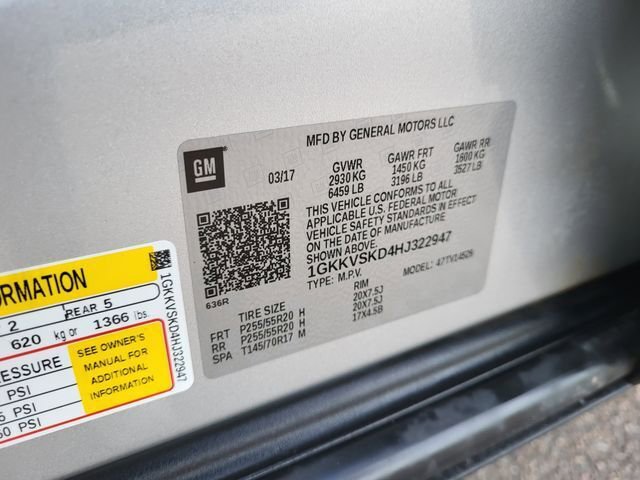 MFD BY GENERAL MOTORS LLC
GM
03/17
GVWR GAWR FRT GAWR RR
2930 KG 1450 KG 1600 KG
6459 LB 3196 LB 3527 LB
THIS VEHICLE CONFORMS TO ALL
APPLICABLE U.S. FEDERAL MOTOR
VEHICLE SAFETY STANDARDS IN EFFECT
ON THE DATE OF MANUFACTURE
SHOWN ABOVE.
1GKKVSKD4HJ322947
TYPE: M.P.V. MODEL: 4TTV14526
636R
TIRE SIZE RIM
FRT P255/55R20 H 20X7.5J
RR P255/55R20 H 20X7.5J
SPA T145/70R17 M 17X4.5B
ORMATION
2 REAR 5
620 kg or 1366 lbs.
RESSURE
PSI
PSI
60 PSI
SEE OWNER'S
MANUAL FOR
ADDITIONAL
INFORMATION
1GKKVSKD4HJ322947